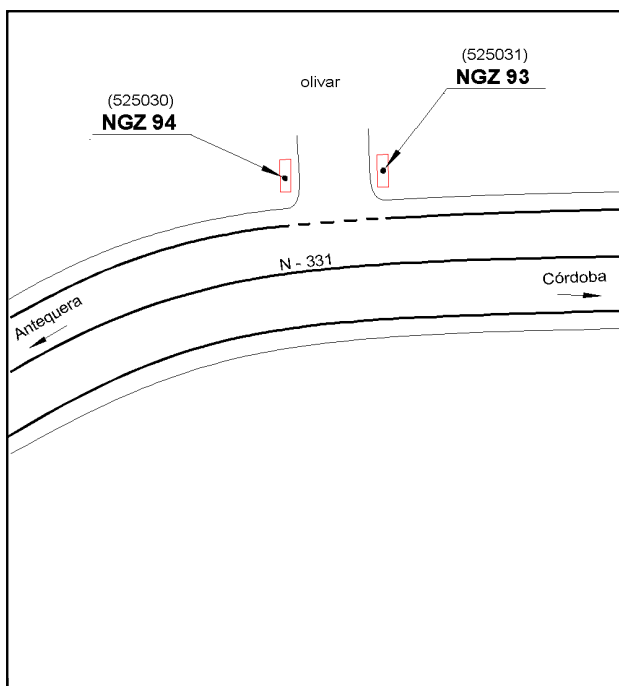 (525031)
NGZ 93
olivar
(525030)
NGZ 94
N - 331
Córdoba
Antequera